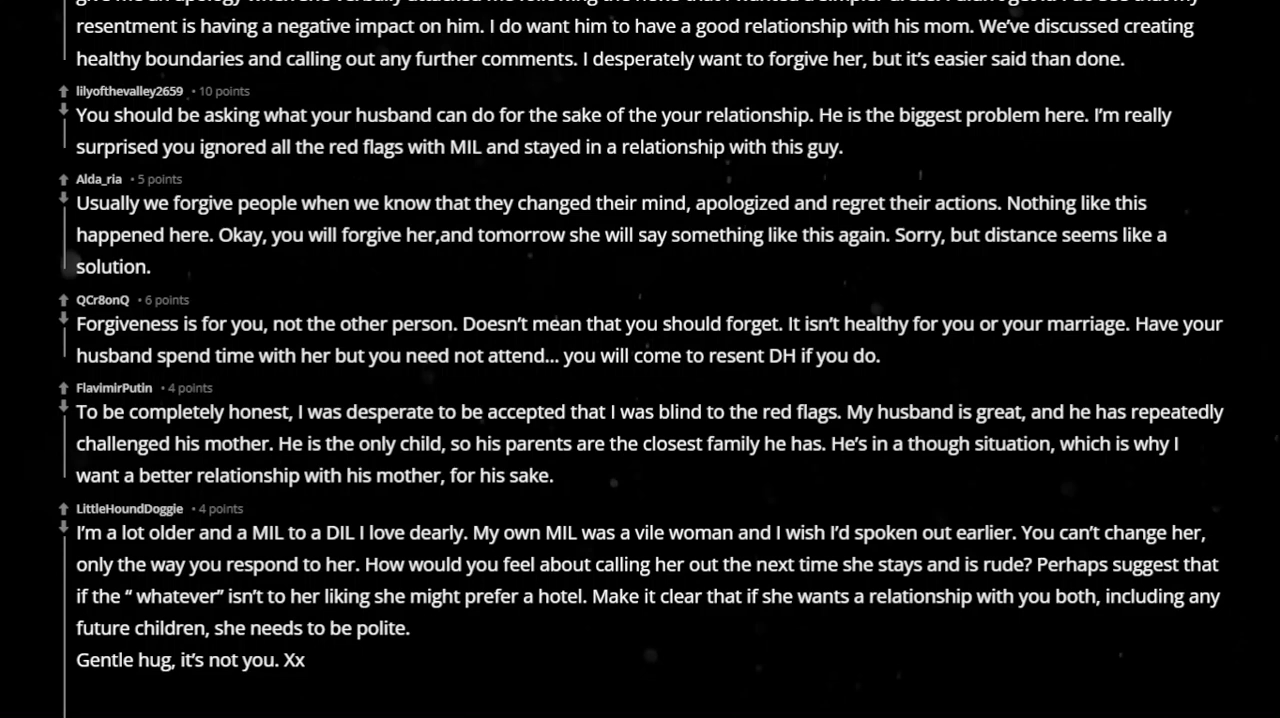 resentment is having a negative impact on him. I do want him to have a good relationship with his mom. We've discussed creating
healthy boundaries and calling out any further comments. I desperately want to forgive her, but it's easier said than done.
lilyofthevalley2659 • 10 points
You should be asking what your husband can do for the sake of the your relationship. He is the biggest problem here. I'm really
surprised you ignored all the red flags with MIL and stayed in a relationship with this guy.
Alda_ria • 5 points
Usually we forgive people when we know that they changed their mind, apologized and regret their actions. Nothing like this
happened here. Okay, you will forgive her,and tomorrow she will say something like this again. Sorry, but distance seems like a
solution.
QCr8onQ • 6 points
Forgiveness is for you, not the other person. Doesn't mean that you should forget. It isn't healthy for you or your marriage. Have your
husband spend time with her but you need not attend... you will come to resent DH if you do.
FlavimirPutin • 4 points
To be completely honest, I was desperate to be accepted that I was blind to the red flags. My husband is great, and he has repeatedly
challenged his mother. He is the only child, so his parents are the closest family he has. He's in a though situation, which is why I
want a better relationship with his mother, for his sake.
LittleHoundDoggie • 4 points
I'm a lot older and a MIL to a DIL I love dearly. My own MIL was a vile woman and I wish I'd spoken out earlier. You can't change her,
only the way you respond to her. How would you feel about calling her out the next time she stays and is rude? Perhaps suggest that
if the “ whatever” isn't to her liking she might prefer a hotel. Make it clear that if she wants a relationship with you both, including any
future children, she needs to be polite.
Gentle hug, it's not you. Xx